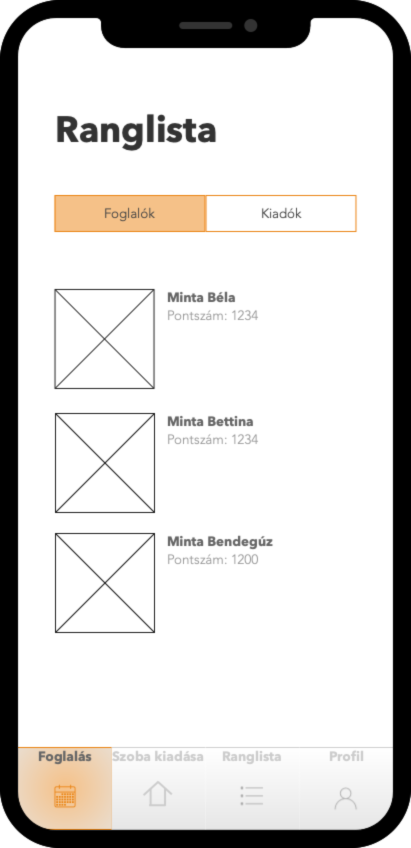 Ranglista
Foglalók Kiadók
Minta Béla
Pontszám: 1234
Minta Bettina
Pontszám: 1234
Minta Bendegúz
Pontszám: 1200
Foglalás Szoba kiadása Ranglista Profil